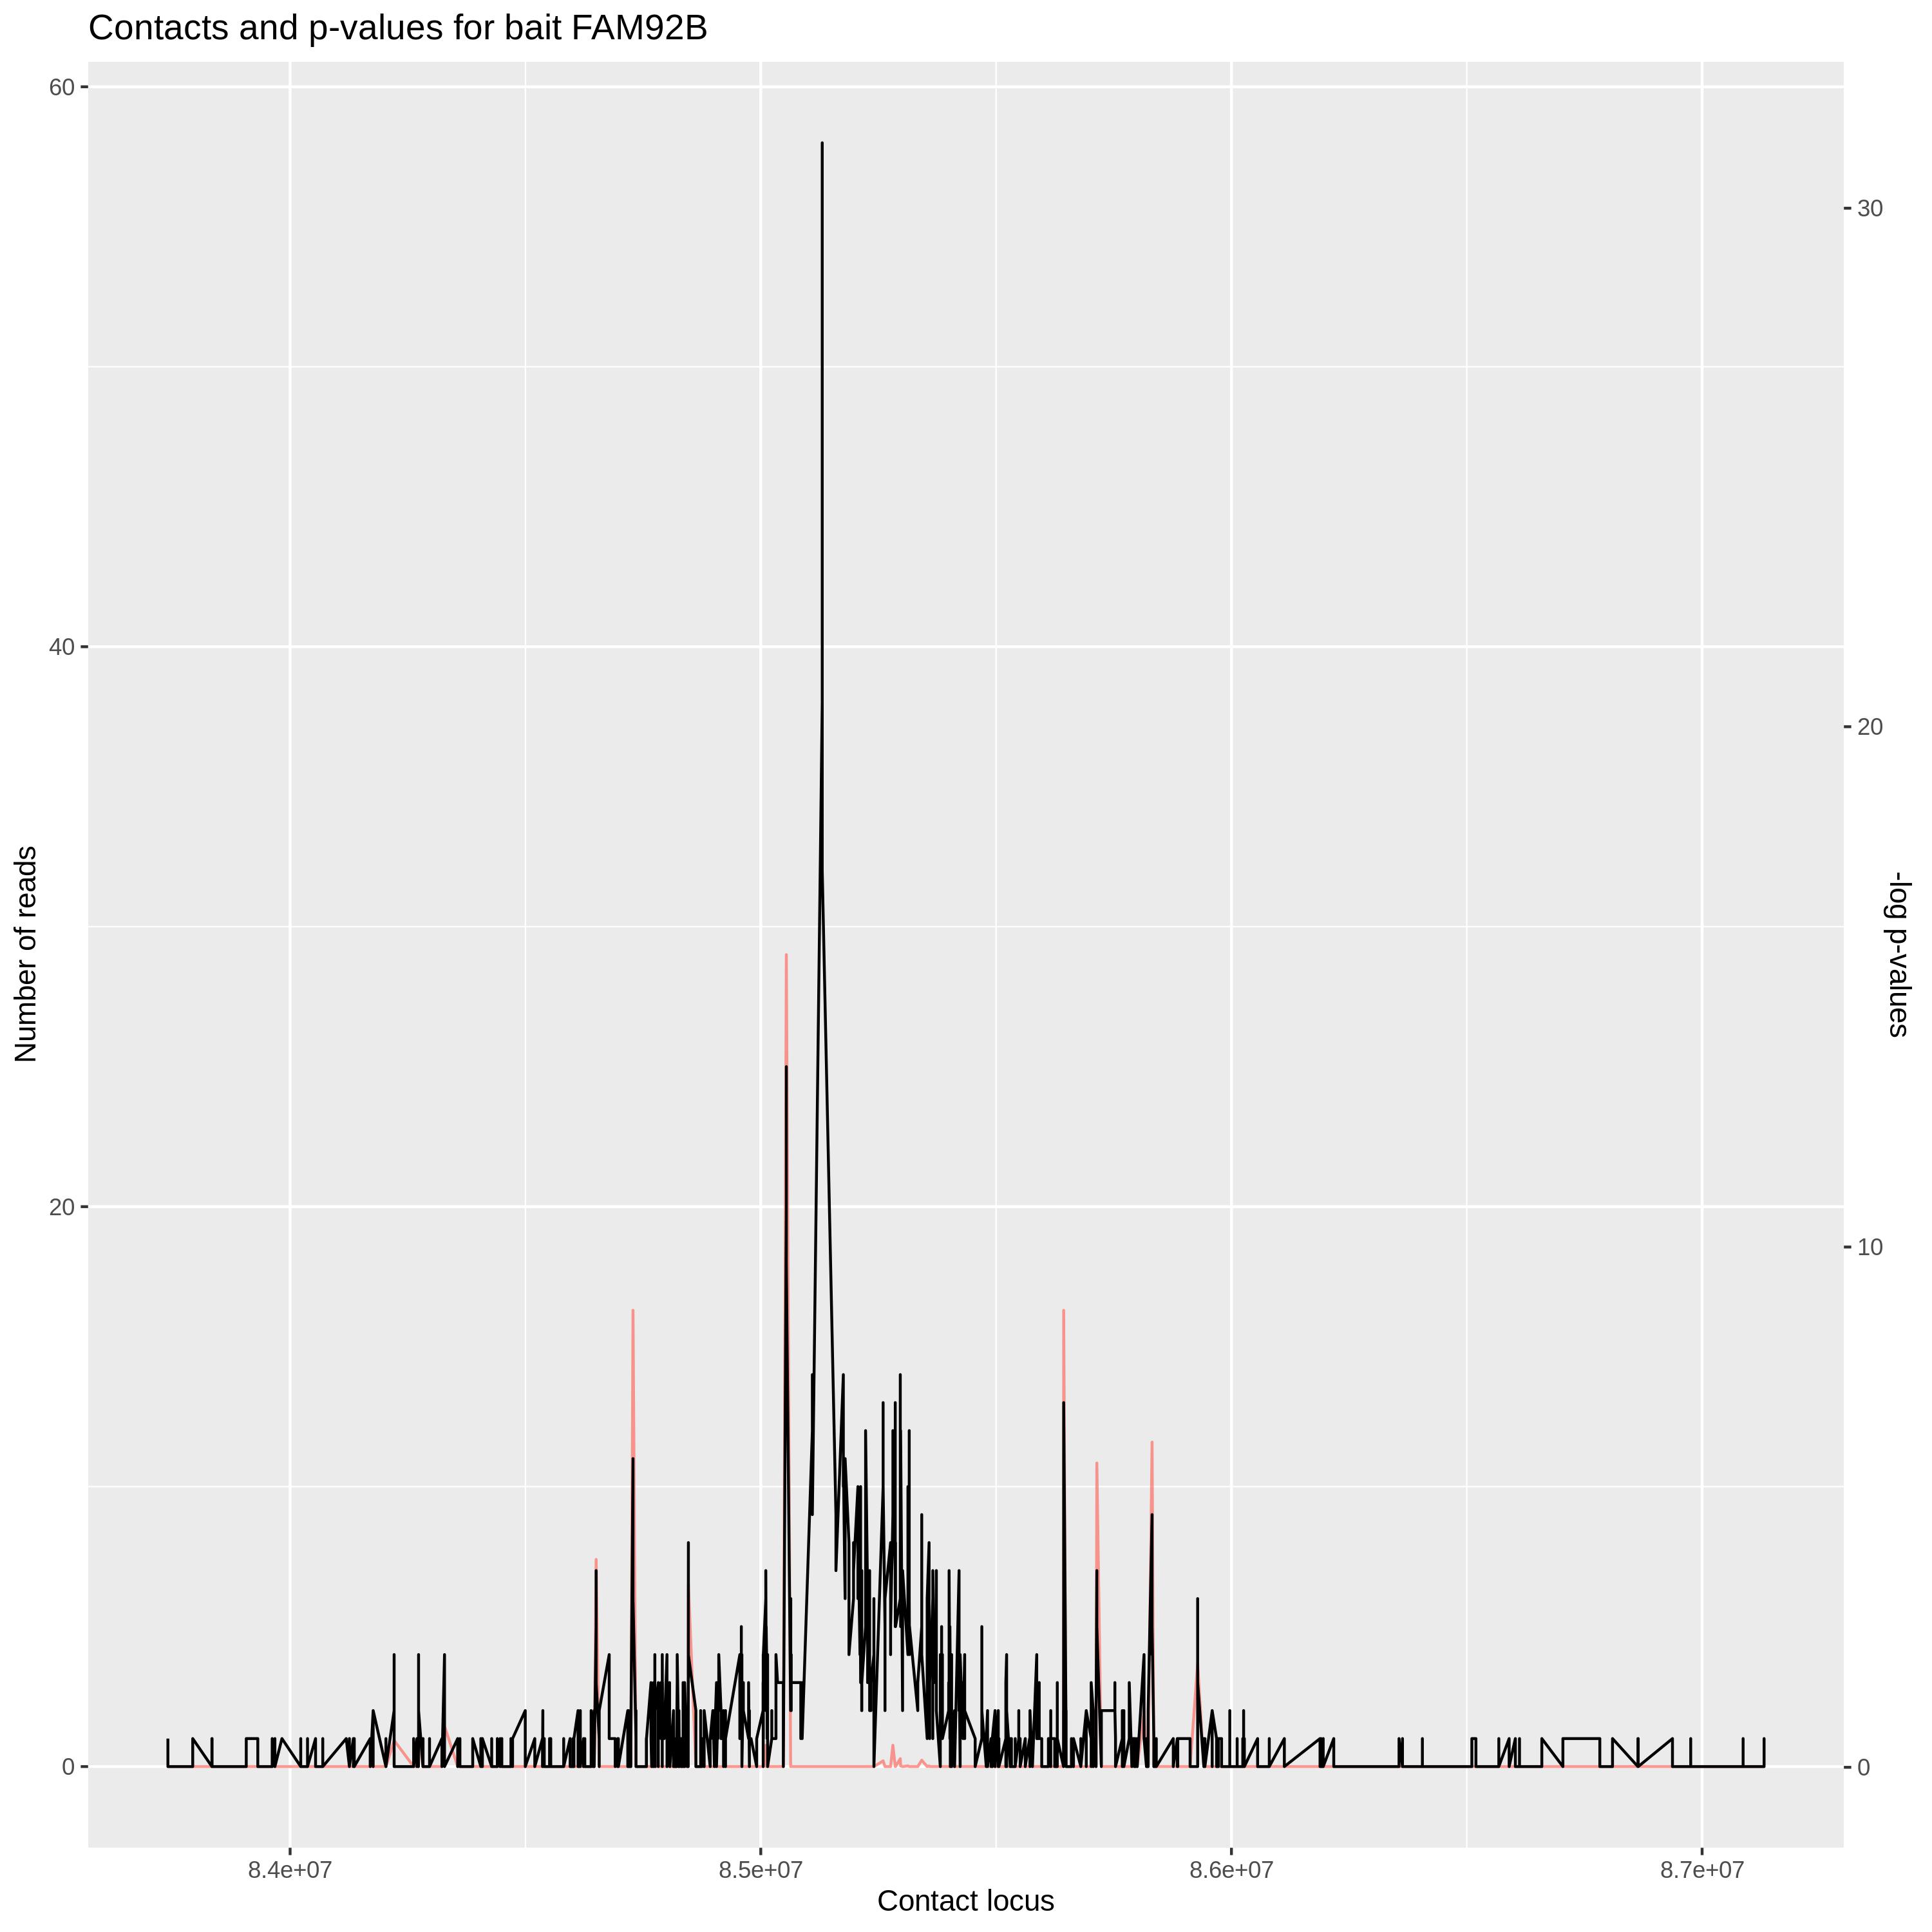 Contacts and p-values for bait FAM92B
60
40
20
0
30
20
10
0
Number of reads
-log p-values
8.4e+07
8.5e+07
8.6e+07
8.7e+07
Contact locus